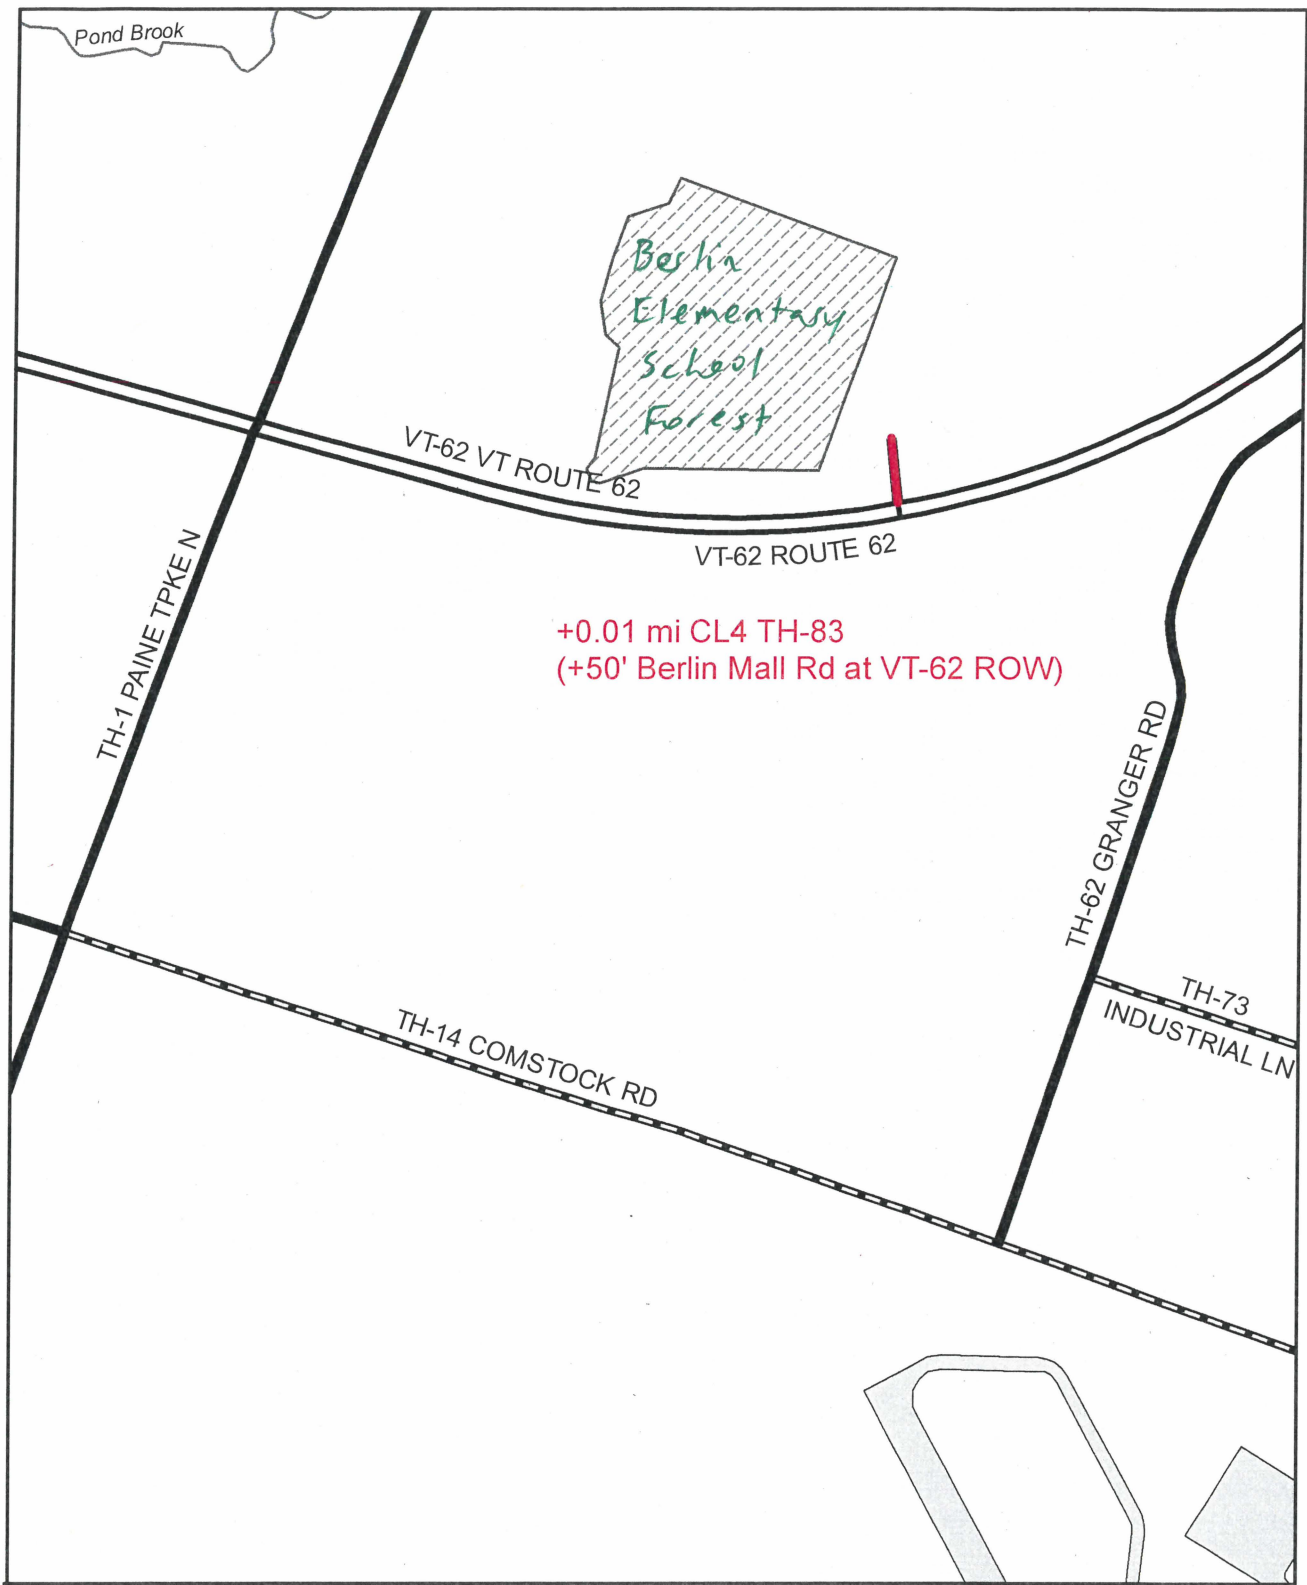 Pond Brook
Berlin
Elementary
School
Forest
VT-62 VT ROUTE 62
VT-62 ROUTE 62
TH-1 PAINE TPKE N
+0.01 mi CL4 TH-83
(+50' Berlin Mall Rd at VT-62 ROW)
TH-62 GRANGER RD
TH-73
INDUSTRIAL LN
TH-14 COMSTOCK RD